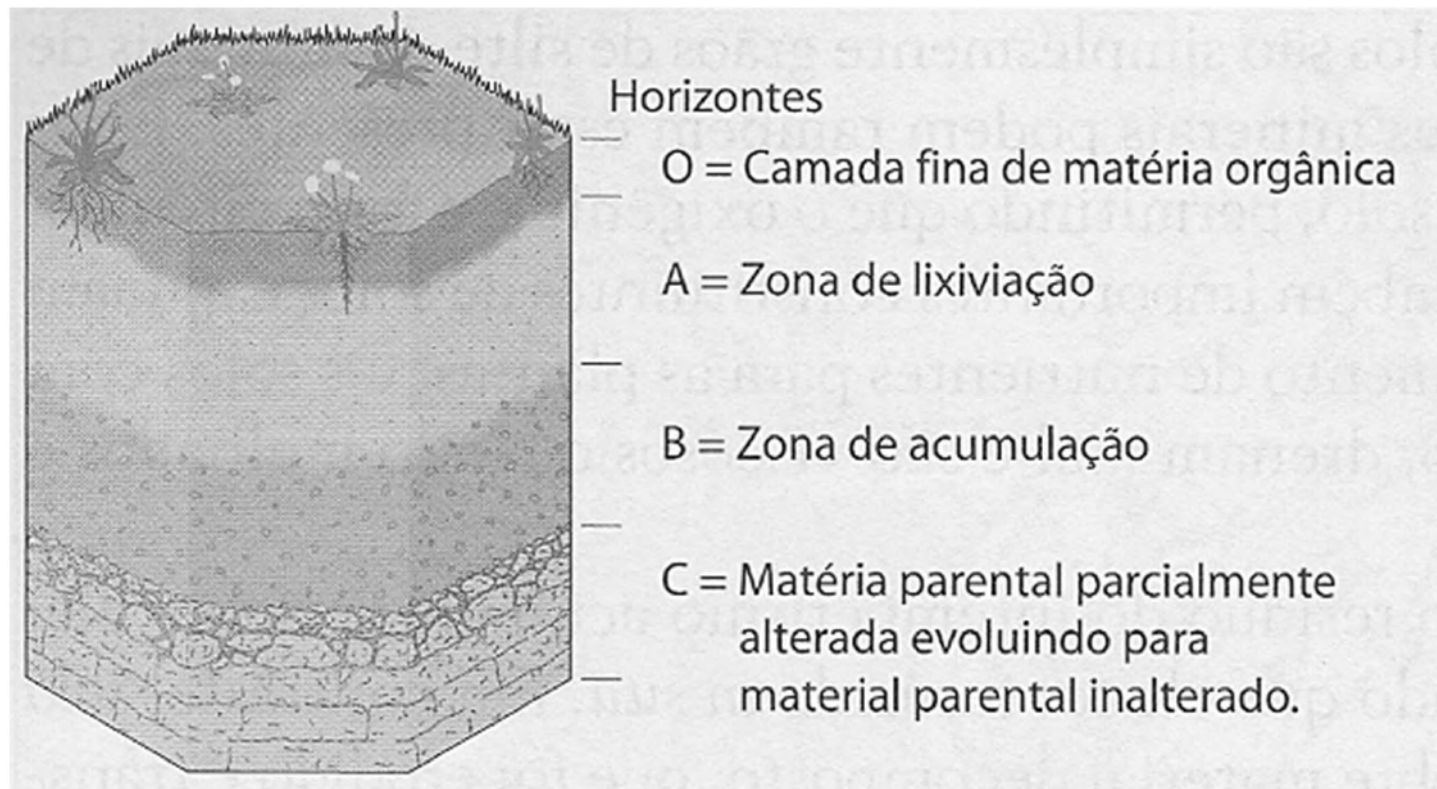 Horizontes
O = Camada fina de matéria orgânica
A = Zona de lixiviação
B = Zona de acumulação
C = Matéria parental parcialmente
alterada evoluindo para
material parental inalterado.